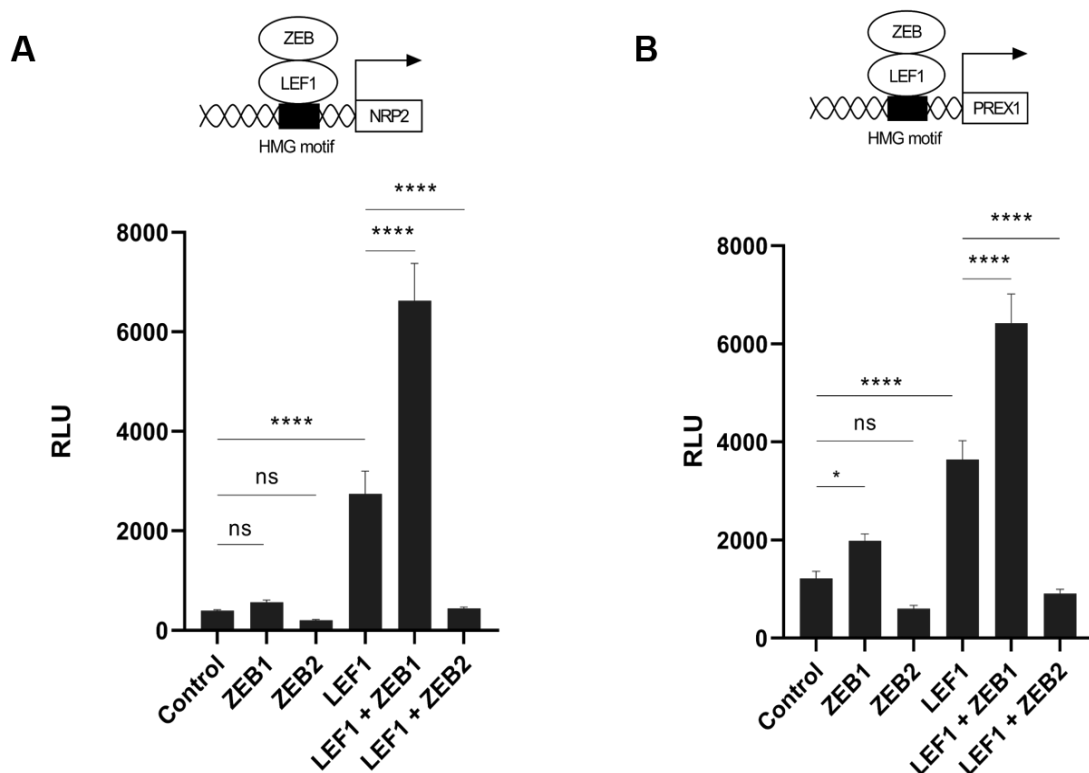 A
ZEB
LEF1
NRP2
HMG motif
****
****
****
ns
ns
RLU
8000
6000
4000
2000
0
Control
ZEB1
ZEB2
LEF1
LEF1 + ZEB1
LEF1 + ZEB2
B
ZEB
LEF1
PREX1
HMG motif
****
****
****
ns
*
RLU
8000
6000
4000
2000
0
Control
ZEB1
ZEB2
LEF1
LEF1 + ZEB1
LEF1 + ZEB2